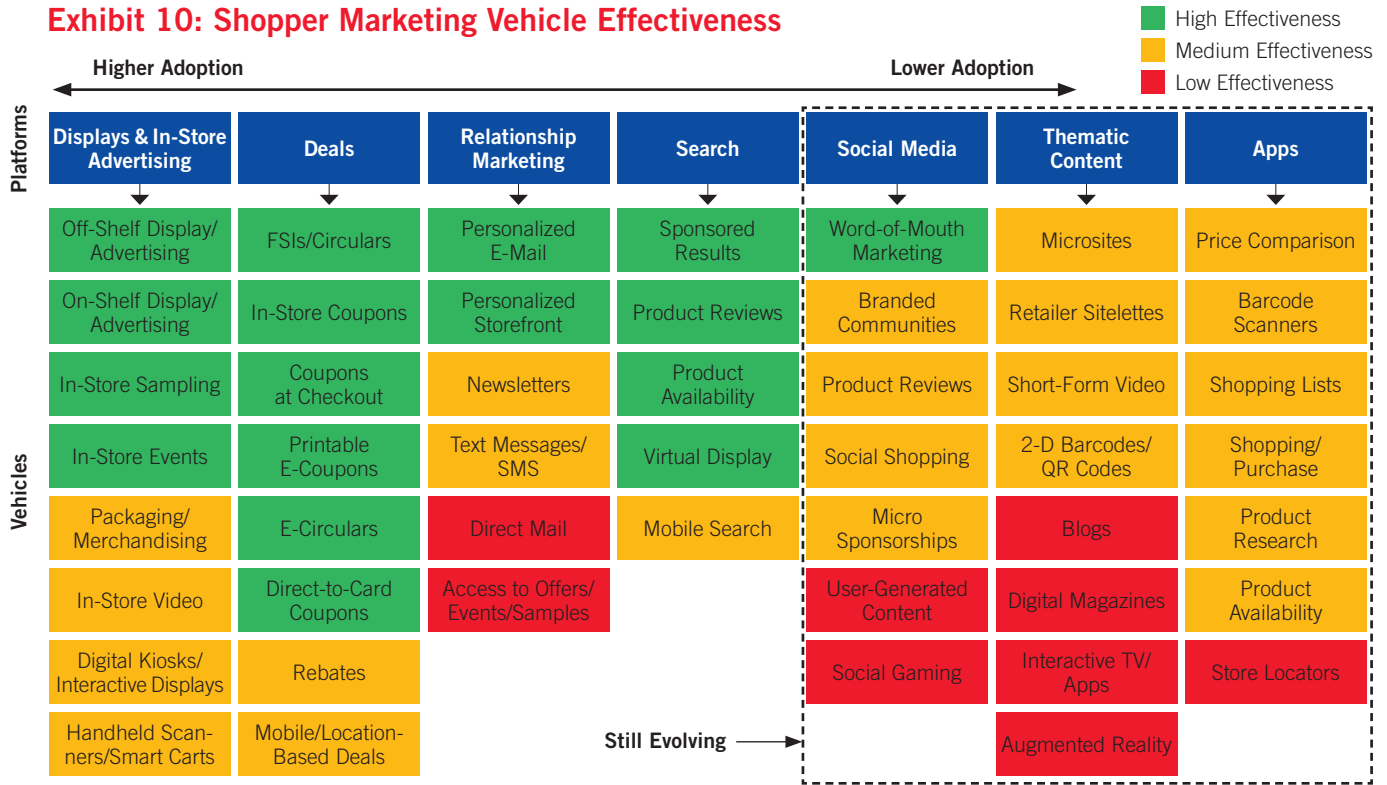 Exhibit 10: Shopper Marketing Vehicle Effectiveness
High Effectiveness
Medium Effectiveness
Low Effectiveness
Higher Adoption
Lower Adoption
Platforms
Displays & In-Store
Advertising
Deals
Relationship
Marketing
Search
Social Media
Thematic
Content
Apps
Vehicles
Off-Shelf Display/
Advertising
FSIs/Circulars
Personalized
E-Mail
Sponsored
Results
Word-of-Mouth
Marketing
Microsites
Price Comparison
On-Shelf Display/
Advertising
In-Store Coupons
Personalized
Storefront
Product Reviews
Branded
Communities
Retailer Sitelettes
Barcode
Scanners
In-Store Sampling
Coupons
at Checkout
Newsletters
Product
Availability
Product Reviews
Short-Form Video
Shopping Lists
In-Store Events
Printable
E-Coupons
Text Messages/
SMS
Virtual Display
Social Shopping
2-D Barcodes/
QR Codes
Shopping/
Purchase
Packaging/
Merchandising
E-Circulars
Direct Mail
Mobile Search
Micro
Sponsorships
Blogs
Product
Research
In-Store Video
Direct-to-Card
Coupons
Access to Offers/
Events/Samples
User-Generated
Content
Digital Magazines
Product
Availability
Digital Kiosks/
Interactive Displays
Rebates
Social Gaming
Interactive TV/
Apps
Store Locators
Handheld Scan-
ners/Smart Carts
Mobile/Location-
Based Deals
Still Evolving
Augmented Reality